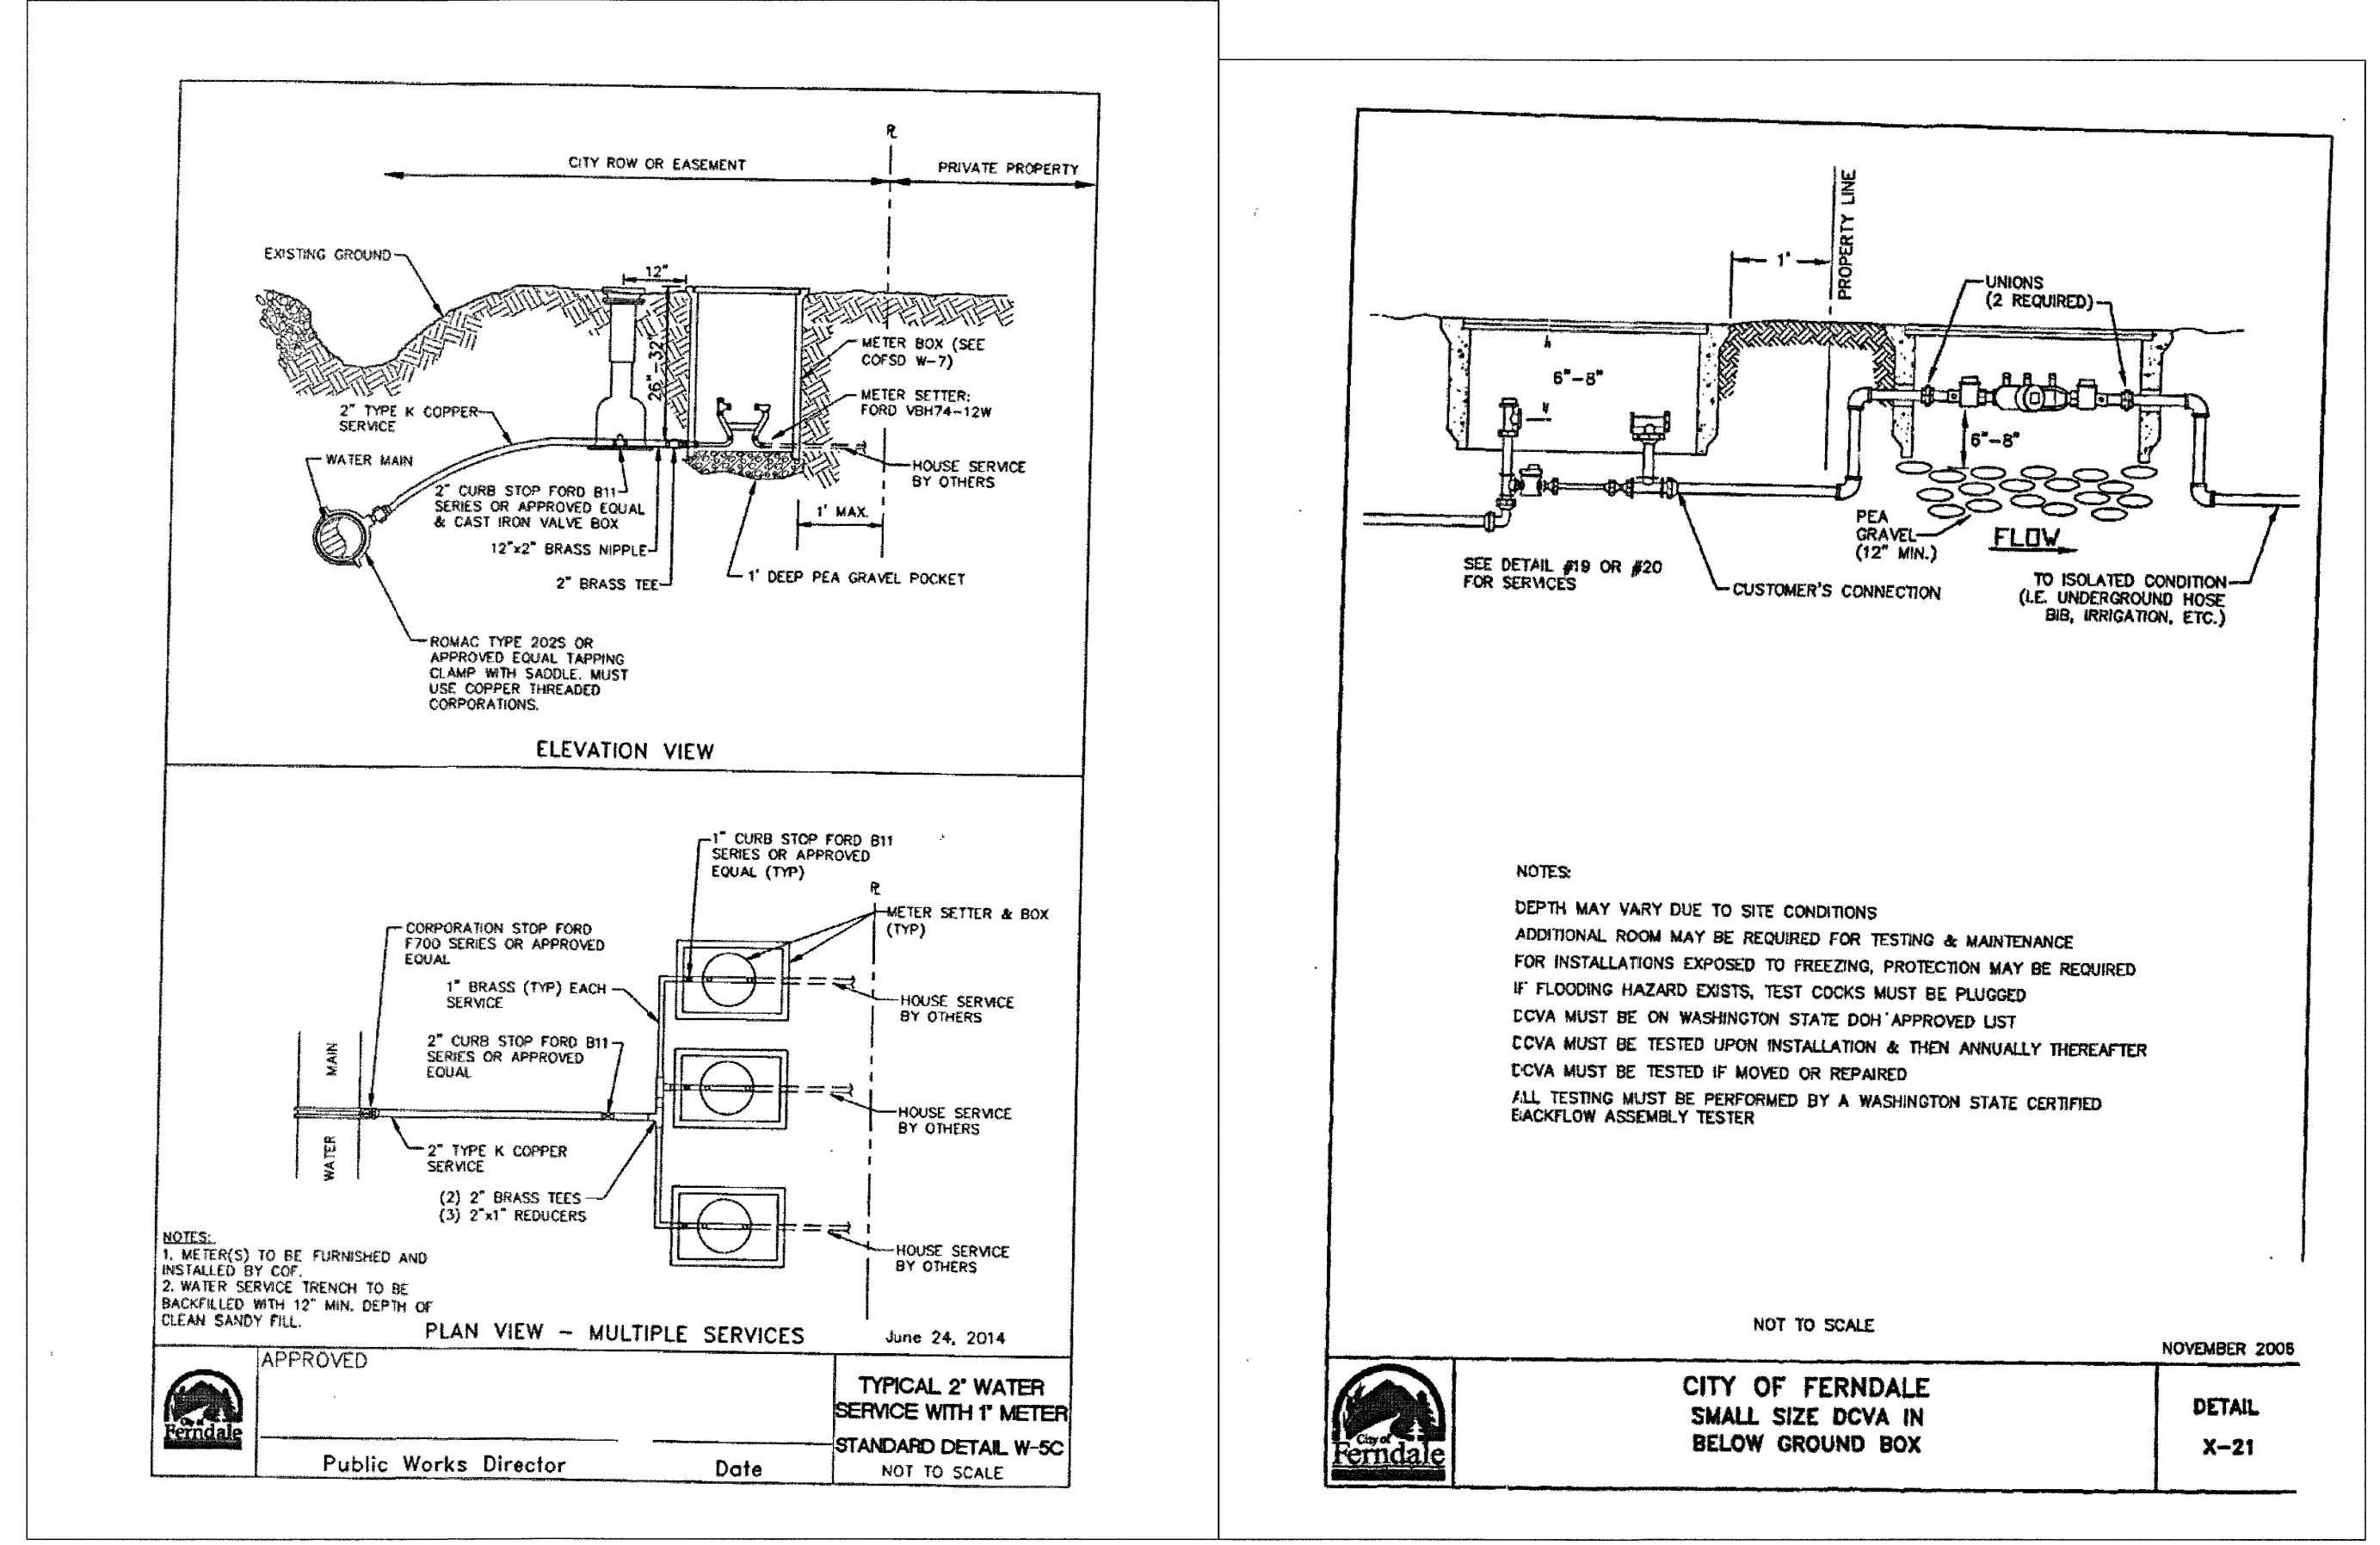 ℄
CITY ROW OR EASEMENT
PRIVATE PROPERTY
EXISTING GROUND
12"
26"-32"
METER BOX (SEE
COFSD W-7)
METER SETTER:
FORD VBH74-12W
2" TYPE K COPPER
SERVICE
WATER MAIN
HOUSE SERVICE
BY OTHERS
2" CURB STOP FORD B11
SERIES OR APPROVED EQUAL
& CAST IRON VALVE BOX
1' MAX.
12"x2" BRASS NIPPLE
2" BRASS TEE
1' DEEP PEA GRAVEL POCKET
ROMAC TYPE 202S OR
APPROVED EQUAL TAPPING
CLAMP WITH SADDLE. MUST
USE COPPER THREADED
CORPORATIONS.
ELEVATION VIEW
1" CURB STOP FORD B11
SERIES OR APPROVED
EQUAL (TYP)
℄
METER SETTER & BOX
(TYP)
CORPORATION STOP FORD
F700 SERIES OR APPROVED
EQUAL
1" BRASS (TYP) EACH
SERVICE
HOUSE SERVICE
BY OTHERS
2" CURB STOP FORD B11
SERIES OR APPROVED
EQUAL
WATER MAIN
HOUSE SERVICE
BY OTHERS
2" TYPE K COPPER
SERVICE
(2) 2" BRASS TEES
(3) 2"x1" REDUCERS
HOUSE SERVICE
BY OTHERS
NOTES:
1. METER(S) TO BE FURNISHED AND
INSTALLED BY COF.
2. WATER SERVICE TRENCH TO BE
BACKFILLED WITH 12" MIN. DEPTH OF
CLEAN SANDY FILL.
PLAN VIEW - MULTIPLE SERVICES
June 24, 2014
City of
Ferndale
APPROVED
Public Works Director
Date
TYPICAL 2" WATER
SERVICE WITH 1" METER
STANDARD DETAIL W-5C
NOT TO SCALE
PROPERTY LINE
1'
UNIONS
(2 REQUIRED)
6"-8"
6"-8"
PEA
GRAVEL
(12" MIN.)
FLOW
SEE DETAIL #19 OR #20
FOR SERVICES
CUSTOMER'S CONNECTION
TO ISOLATED CONDITION
(I.E. UNDERGROUND HOSE
BIB, IRRIGATION, ETC.)
NOTES:
DEPTH MAY VARY DUE TO SITE CONDITIONS
ADDITIONAL ROOM MAY BE REQUIRED FOR TESTING & MAINTENANCE
FOR INSTALLATIONS EXPOSED TO FREEZING, PROTECTION MAY BE REQUIRED
IF FLOODING HAZARD EXISTS, TEST COCKS MUST BE PLUGGED
DCVA MUST BE ON WASHINGTON STATE DOH APPROVED LIST
DCVA MUST BE TESTED UPON INSTALLATION & THEN ANNUALLY THEREAFTER
DCVA MUST BE TESTED IF MOVED OR REPAIRED
ALL TESTING MUST BE PERFORMED BY A WASHINGTON STATE CERTIFIED
BACKFLOW ASSEMBLY TESTER
NOT TO SCALE
NOVEMBER
City of
Ferndale
CITY OF FERNDALE
SMALL SIZE DCVA IN
BELOW GROUND BOX
DETAIL
X-21